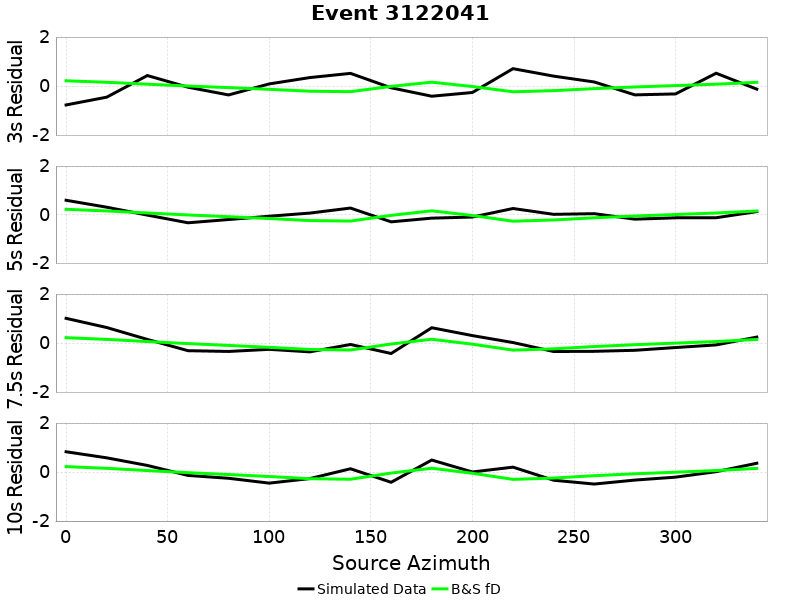 Event 3122041
3s Residual
2
0
-2
5s Residual
2
0
-2
7.5s Residual
2
0
-2
10s Residual
2
0
-2
0 50 100 150 200 250 300
Source Azimuth
Simulated Data B&S fD